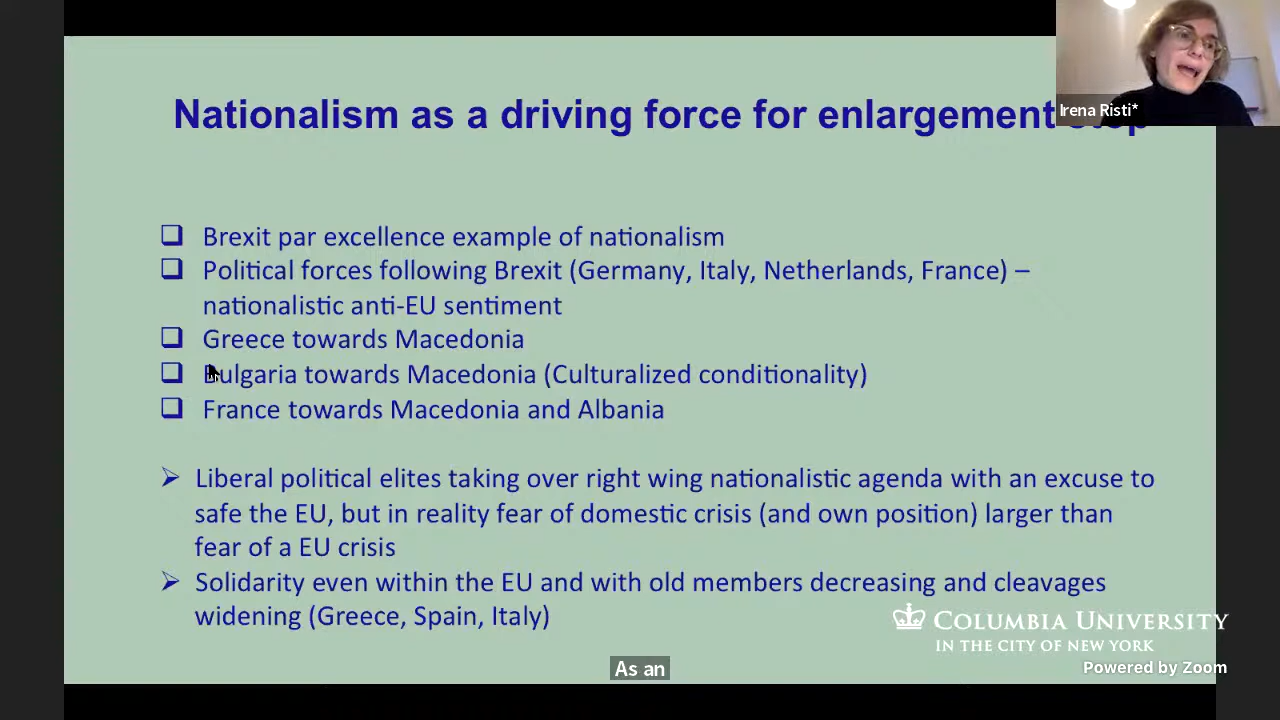 Nationalism as a driving force for enlargement stop
Irena Risti*
❑ Brexit par excellence example of nationalism
❑ Political forces following Brexit (Germany, Italy, Netherlands, France) –
nationalistic anti-EU sentiment
❑ Greece towards Macedonia
❑ Bulgaria towards Macedonia (Culturalized conditionality)
❑ France towards Macedonia and Albania
➢ Liberal political elites taking over right wing nationalistic agenda with an excuse to
safe the EU, but in reality fear of domestic crisis (and own position) larger than
fear of a EU crisis
➢ Solidarity even within the EU and with old members decreasing and cleavages
widening (Greece, Spain, Italy)
COLUMBIA UNIVERSITY
IN THE CITY OF NEW YORK
Powered by Zoom
As an